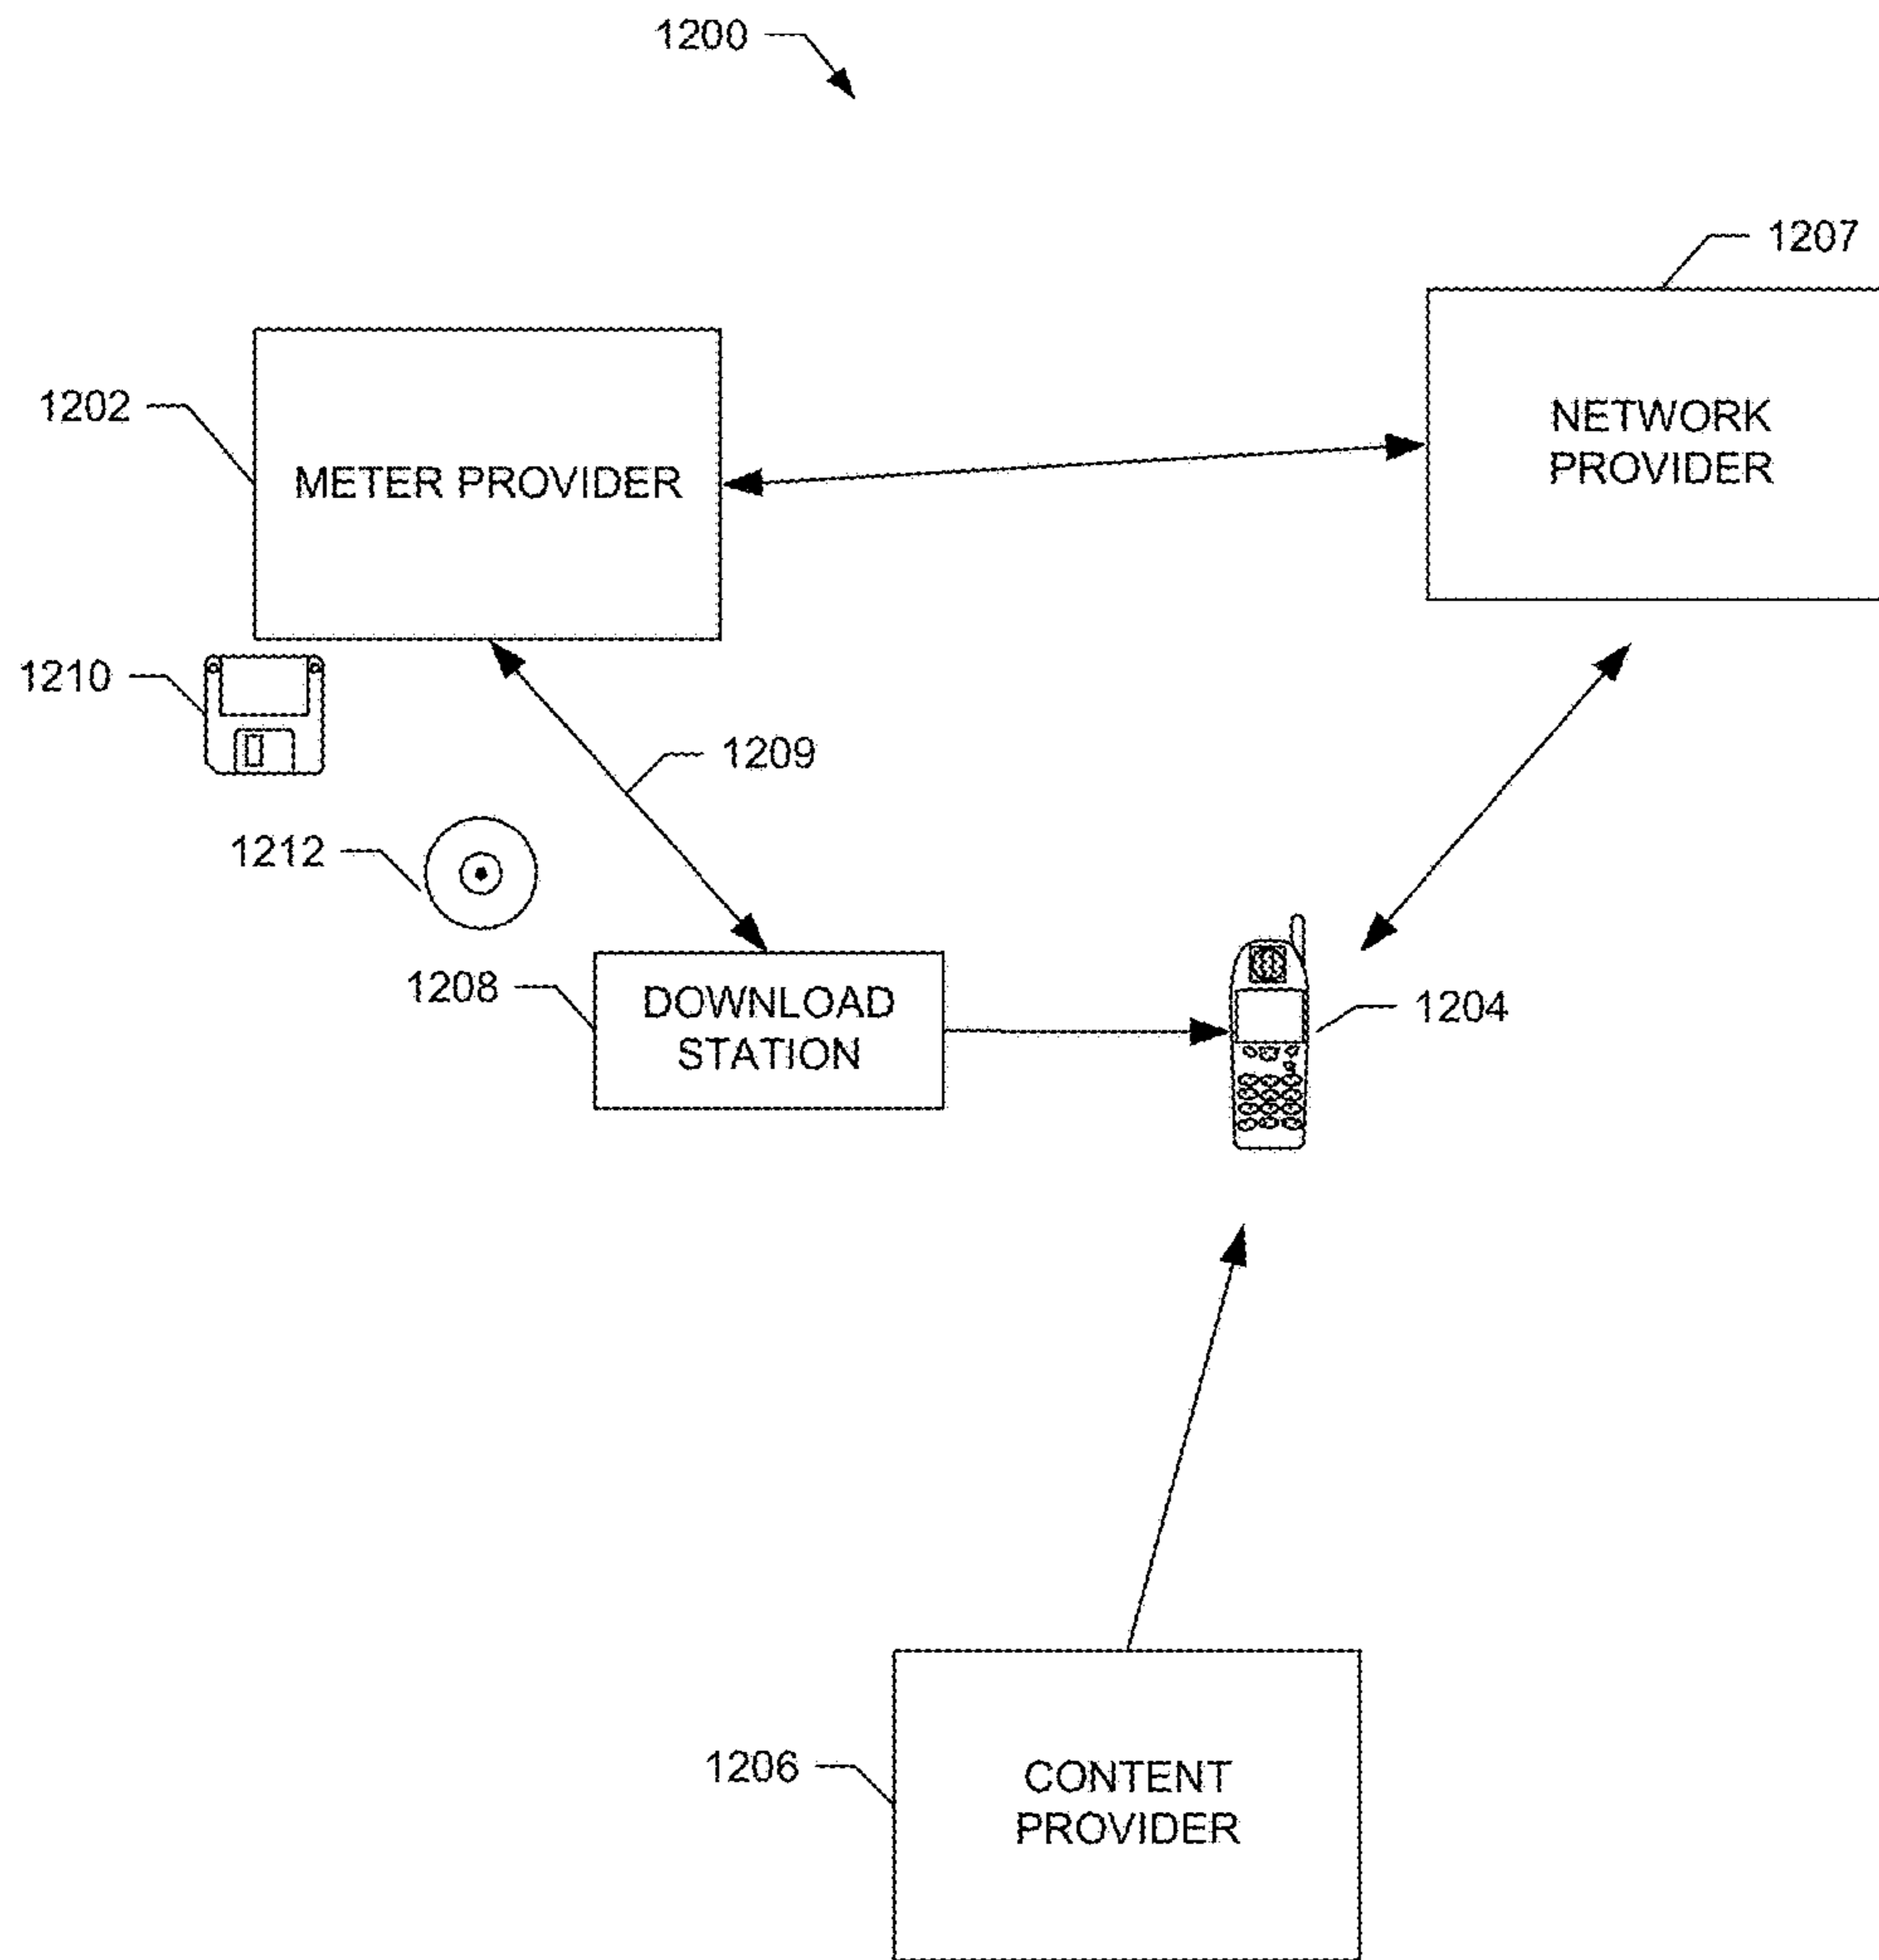 1200
1207
1202
METER PROVIDER
NETWORK
PROVIDER
1210
1209
1212
1208
DOWNLOAD
STATION
1204
1206
CONTENT
PROVIDER